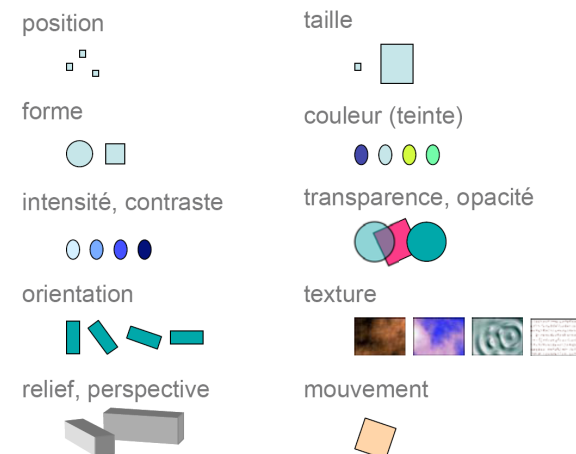 position
taille
forme
couleur (teinte)
intensité, contraste
transparence, opacité
orientation
texture
relief, perspective
mouvement